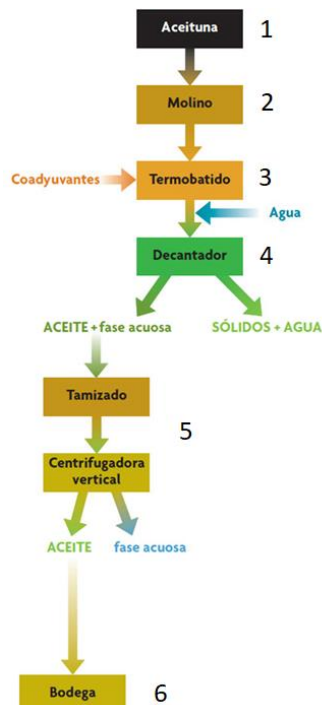 Aceituna 1
Molino 2
Coadyuvantes Termobatido 3
Agua
Decantador 4
ACEITE + fase acuosa SÓLIDOS + AGUA
Tamizado
5
Centrifugadora
vertical
ACEITE fase acuosa
Bodega 6